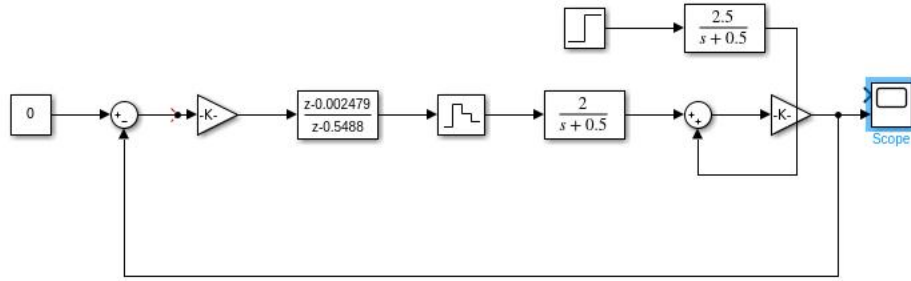 2.5
s + 0.5
0
+
−
-K-
z-0.002479
z-0.5488
2
s + 0.5
+
+
-K-
Scope